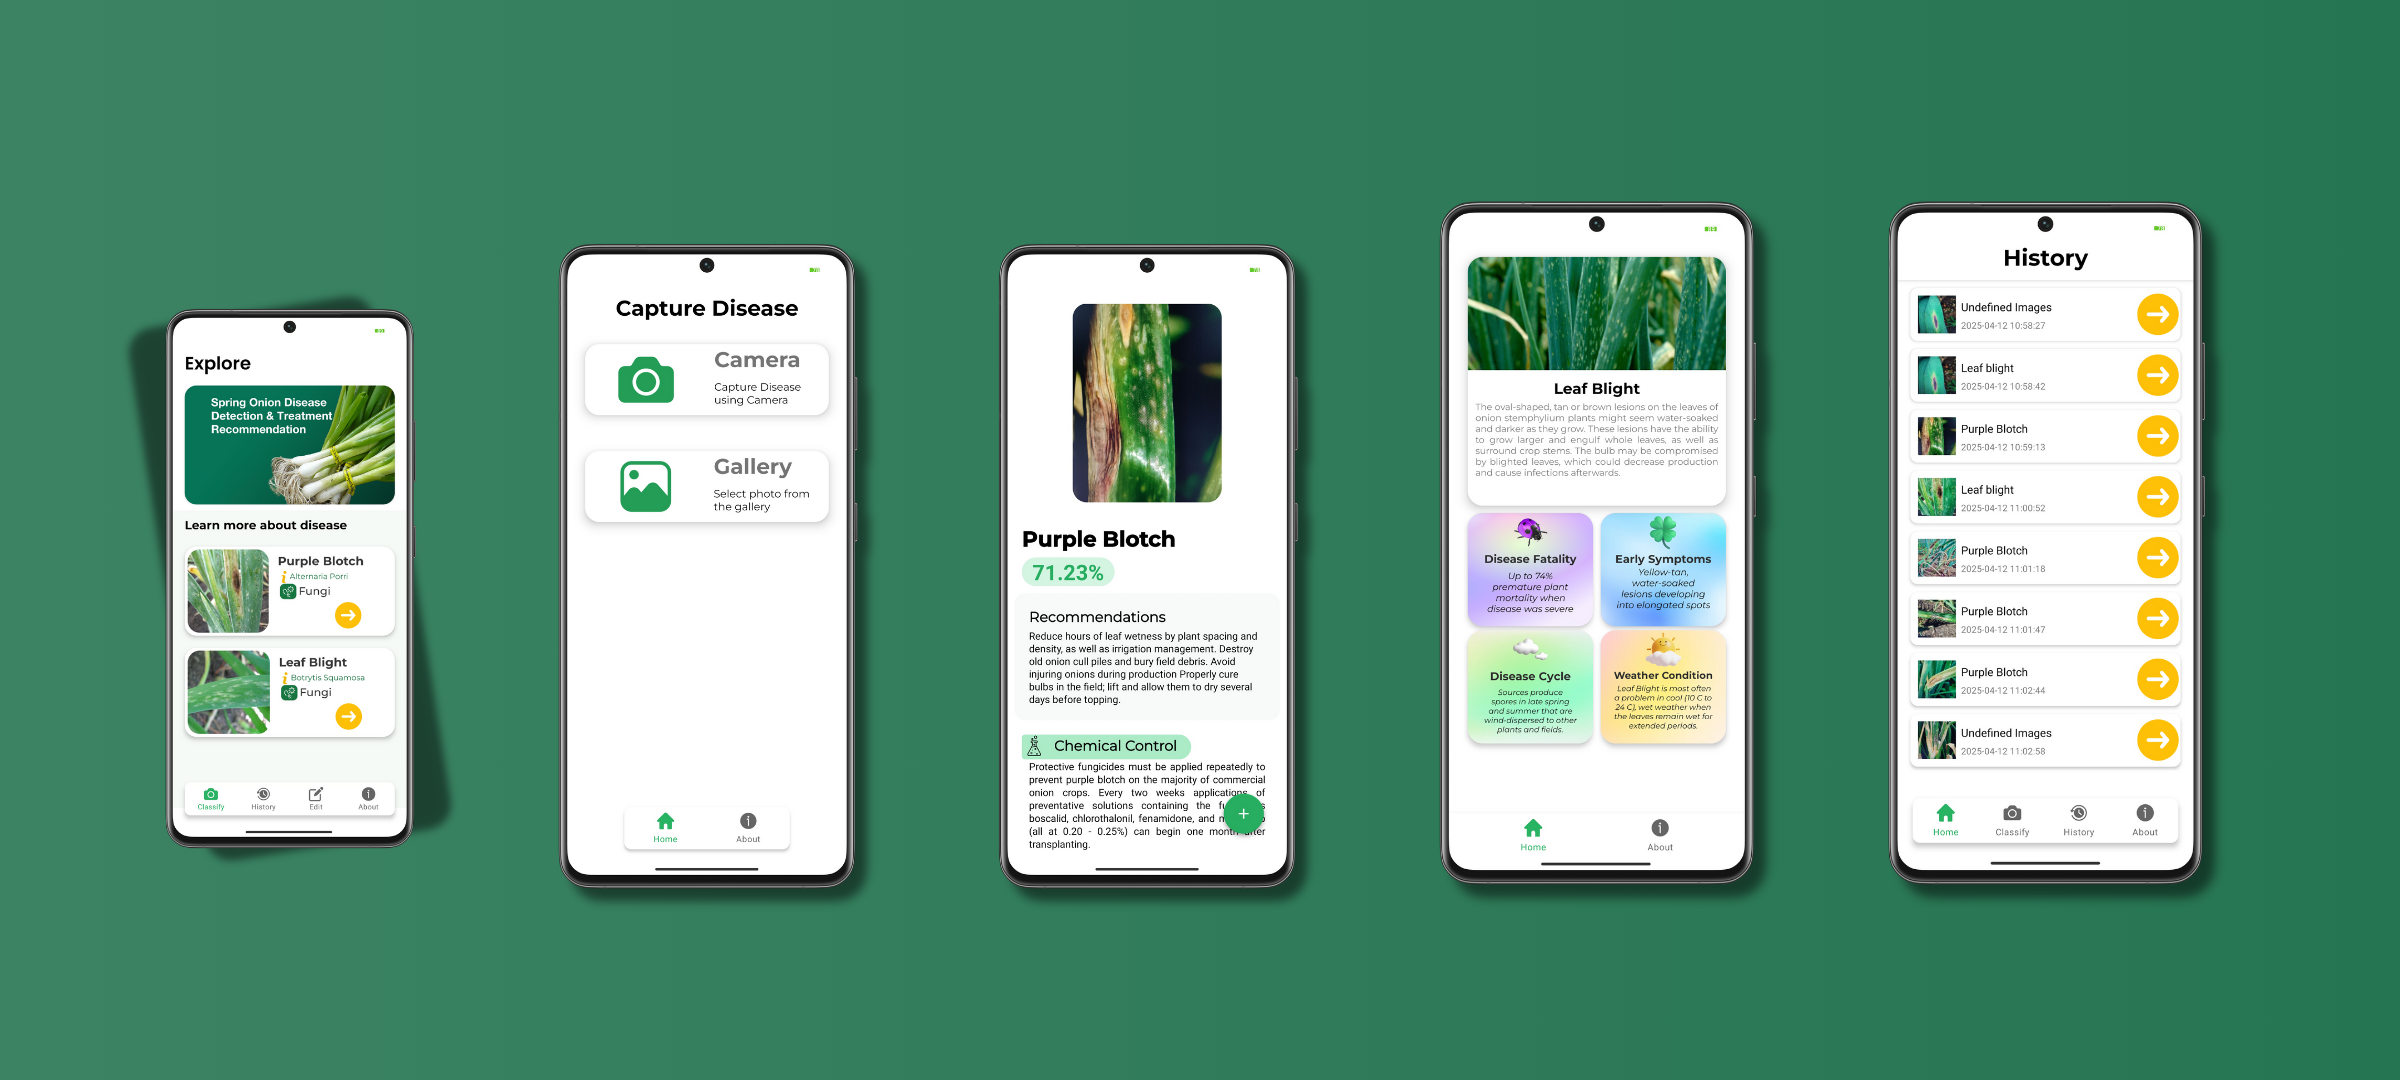 Explore
Spring Onion Disease
Detection & Treatment
Recommendation
Learn more about disease
Purple Blotch
Alternaria Porri
Fungi
Leaf Blight
Botrytis Squamosa
Fungi
Classify
History
Edit
About
Capture Disease
Camera
Capture Disease
using Camera
Gallery
Select photo from
the gallery
Home
About
Purple Blotch
71.23%
Recommendations
Reduce hours of leaf wetness by plant spacing and
density, as well as irrigation management. Destroy
old onion cull piles and bury field debris. Avoid
injuring onions during production Properly cure
bulbs in the field; lift and allow them to dry several
days before topping.
Chemical Control
Protective fungicides must be applied repeatedly to
prevent purple blotch on the majority of commercial
onion crops. Every two weeks applications of
preventative solutions containing the
boscalid, chlorothalonil, fenamidone, and
(all at 0.20 - 0.25%) can begin one month after
transplanting.
Leaf Blight
The oval-shaped, tan or brown lesions on the leaves of
onion stemphylium plants might seem water-soaked
and darker as they grow. These lesions have the ability
to grow larger and engulf whole leaves, as well as
surround crop stems. The bulb may be compromised
by blighted leaves, which could decrease production
and cause infections afterwards.
Disease Fatality
Up to 74%
premature plant
mortality when
disease was severe
Early Symptoms
Yellow-tan,
water-soaked
lesions developing
into elongated spots
Disease Cycle
Sources produce
spores in late spring
and summer that are
wind-dispersed to other
plants and fields.
Weather Condition
Leaf Blight is most often
a problem in cool (10 C to
24 C), wet weather when
the leaves remain wet for
extended periods.
Home
About
History
Undefined Images
2025-04-12 10:58:27
Leaf blight
2025-04-12 10:58:42
Purple Blotch
2025-04-12 10:59:13
Leaf blight
2025-04-12 11:00:52
Purple Blotch
2025-04-12 11:01:18
Purple Blotch
2025-04-12 11:01:47
Purple Blotch
2025-04-12 11:02:44
Undefined Images
2025-04-12 11:02:58
Home
Classify
History
About